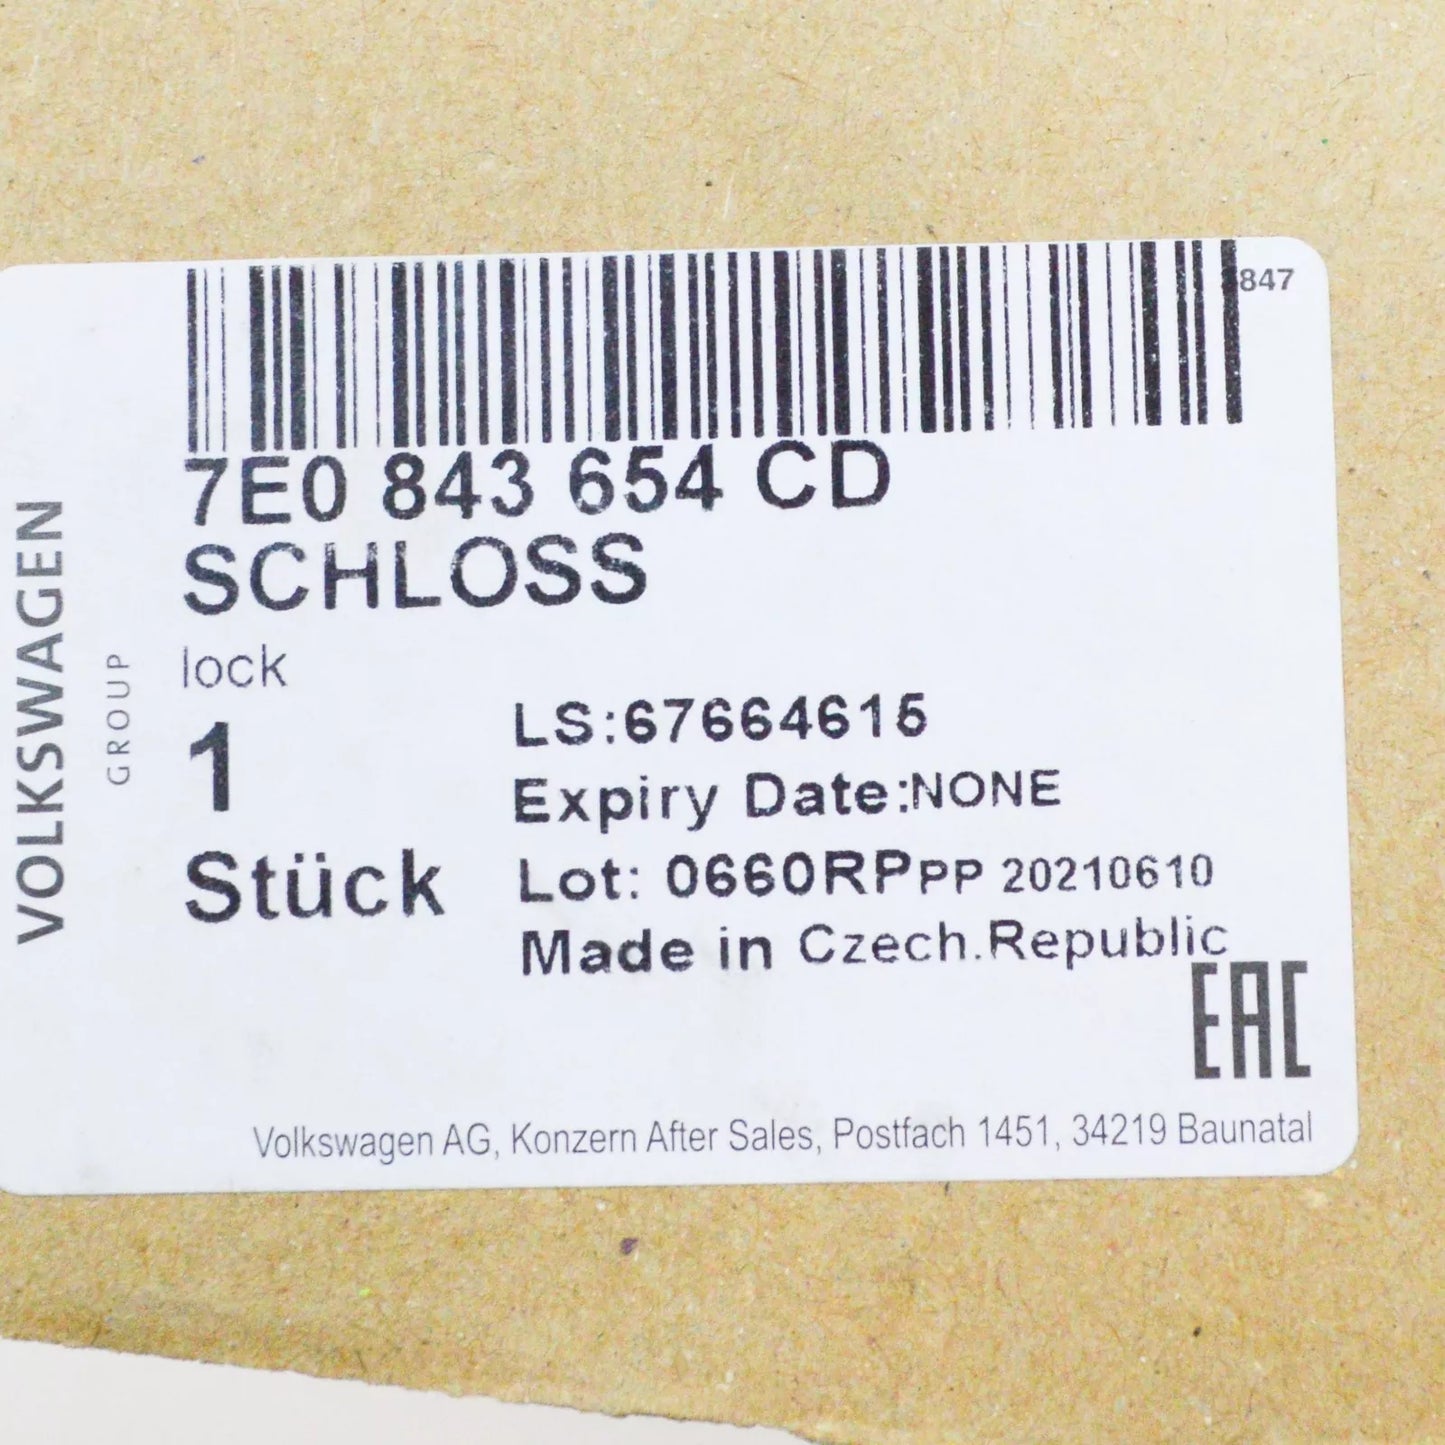 847
7E0 843 654 CD
SCHLOSS
lock
1
Stück
LS:67664615
Expiry Date:NONE
Lot: 0660RPPP 20210610
Made in Czech.Republic
EAC
Volkswagen AG, Konzern After Sales, Postfach 1451, 34219 Baunatal
VOLKSWAGEN
GROUP